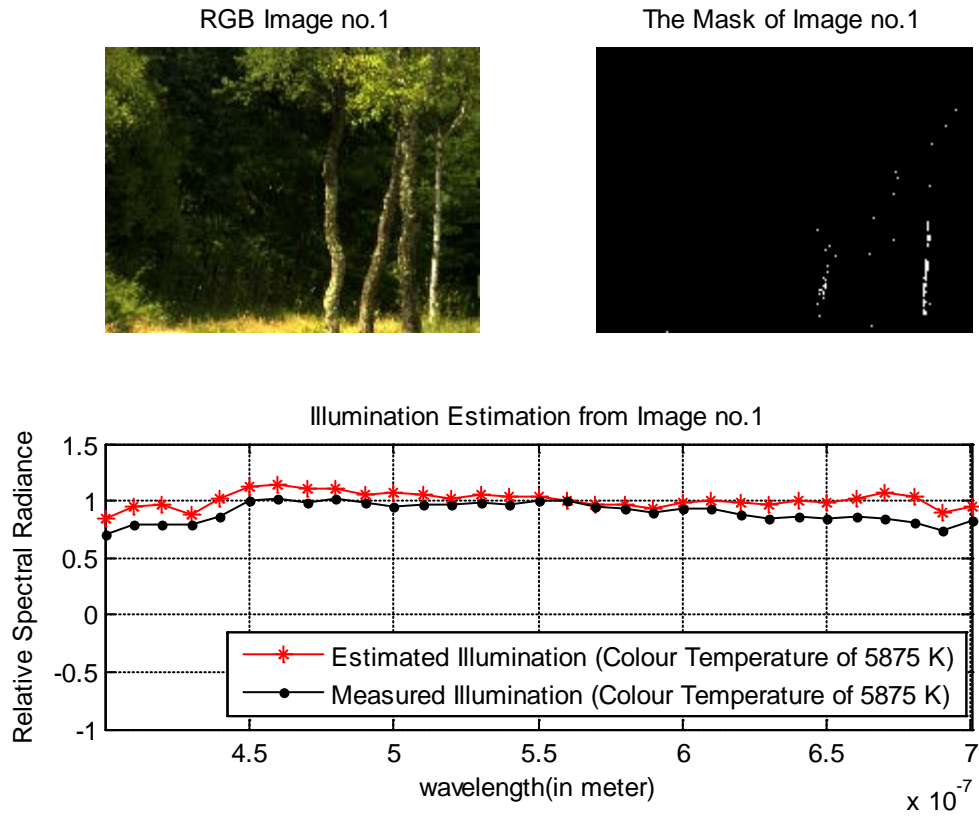 RGB Image no.1
The Mask of Image no.1
Illumination Estimation from Image no.1
Relative Spectral Radiance
1.5
1
0.5
0
-0.5
-1
Estimated Illumination (Colour Temperature of 5875 K)
Measured Illumination (Colour Temperature of 5875 K)
4.5 5 5.5 6 6.5 7
wavelength(in meter)
x 10^-7